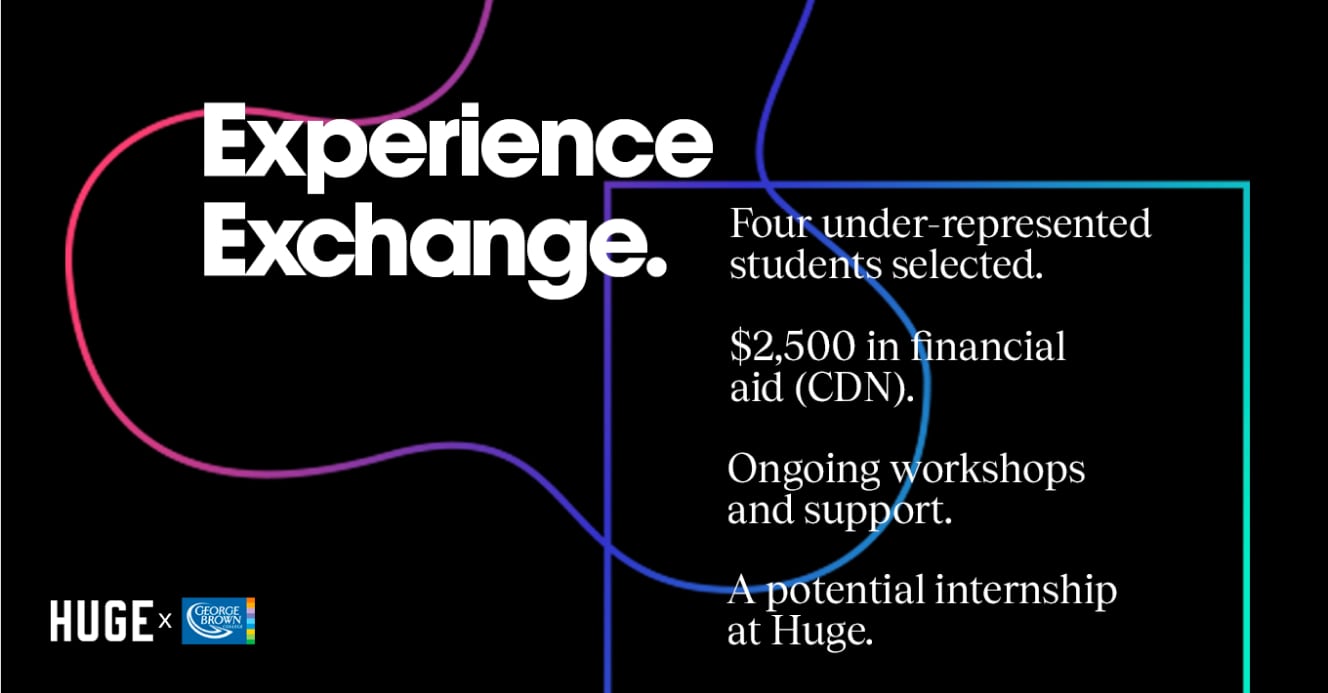 Experience
Exchange.
Four under-represented
students selected.
$2,500 in financial
aid (CDN).
Ongoing workshops
and support.
A potential internship
at Huge.
HUGE x GEORGE
BROWN
COLLEGE